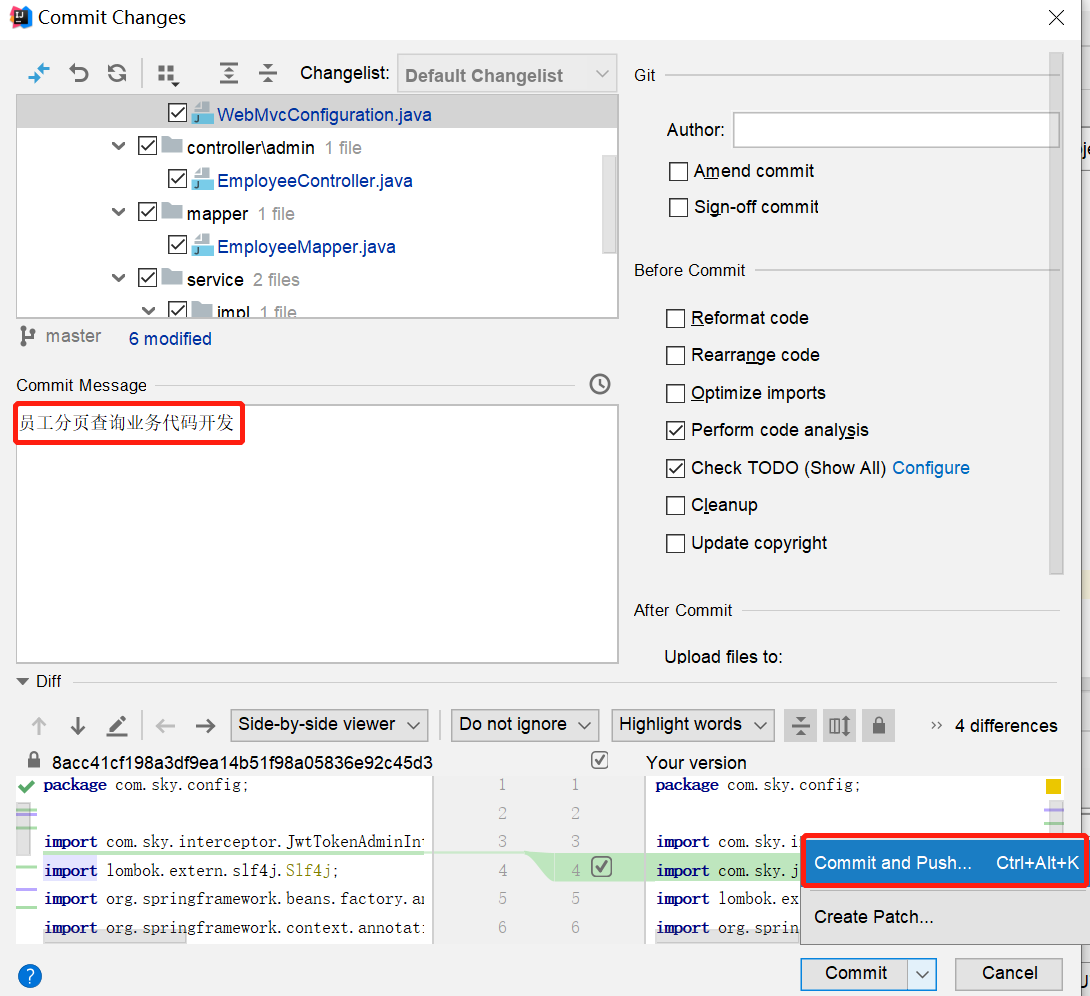 Commit Changes
Changelist: Default Changelist
WebMvcConfiguration.java
controller\admin 1 file
EmployeeController.java
mapper 1 file
EmployeeMapper.java
service 2 files
impl 1 file
master 6 modified
Commit Message
员工分页查询业务代码开发
Git
Author:
Amend commit
Sign-off commit
Before Commit
Reformat code
Rearrange code
Optimize imports
Perform code analysis
Check TODO (Show All) Configure
Cleanup
Update copyright
After Commit
Upload files to:
Diff
Side-by-side viewer Do not ignore Highlight words 4 differences
8acc41cf198a3df9ea14b51f98a05836e92c45d3 Your version
package com.sky.config; 1 1 package com.sky.config;
2 2
import com.sky.interceptor.JwtTokenAdminIn 3 3 import com.sky.i
import lombok.extern.slf4j.Slf4j; 4 4 import com.sky.j
import org.springframework.beans.factory.an 5 5 import lombok.ex
import org.springframework.context.annotati 6 6 import org.sprin
Commit and Push... Ctrl+Alt+K
Create Patch...
? Commit Cancel